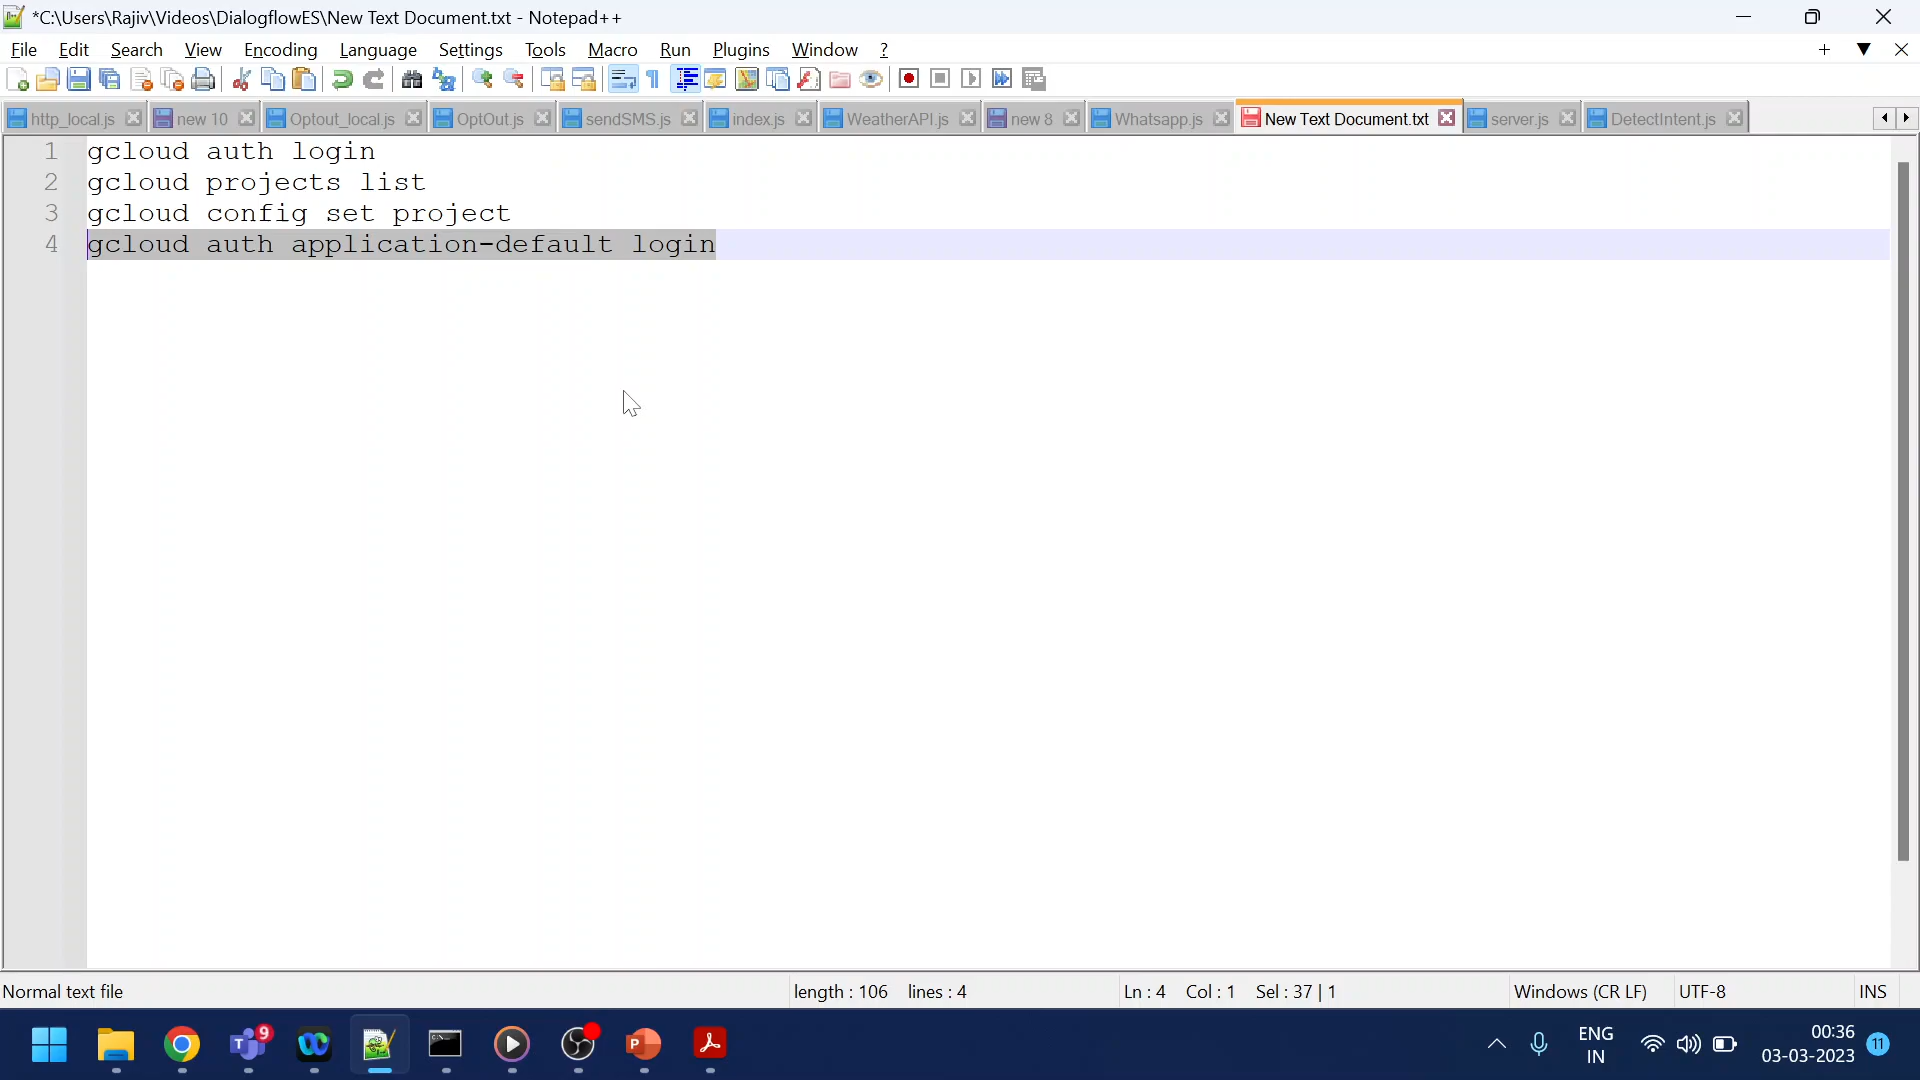 *C:\Users\Rajiv\Videos\DialogflowES\New Text Document.txt - Notepad++
File Edit Search View Encoding Language Settings Tools Macro Run Plugins Window ?
http_local.js new 10 Optout_local.js OptOut.js sendSMS.js index.js WeatherAPI.js new 8 Whatsapp.js New Text Document.txt server.js DetectIntent.js
1 gcloud auth login
2 gcloud projects list
3 gcloud config set project
4 gcloud auth application-default login
Normal text file length : 106 lines : 4 Ln : 4 Col : 1 Sel : 37 | 1 Windows (CR LF) UTF-8 INS
9
P
ENG
IN
00:36
03-03-2023
11